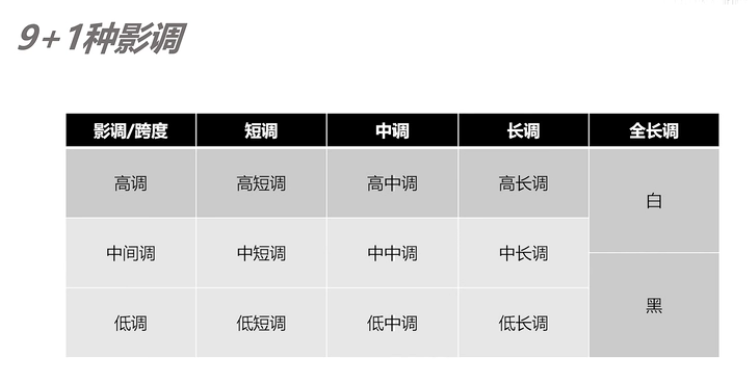 9+1种影调
影调/跨度 短调 中调 长调 全长调
高调 高短调 高中调 高长调
白
中间调 中短调 中中调 中长调
黑
低调 低短调 低中调 低长调